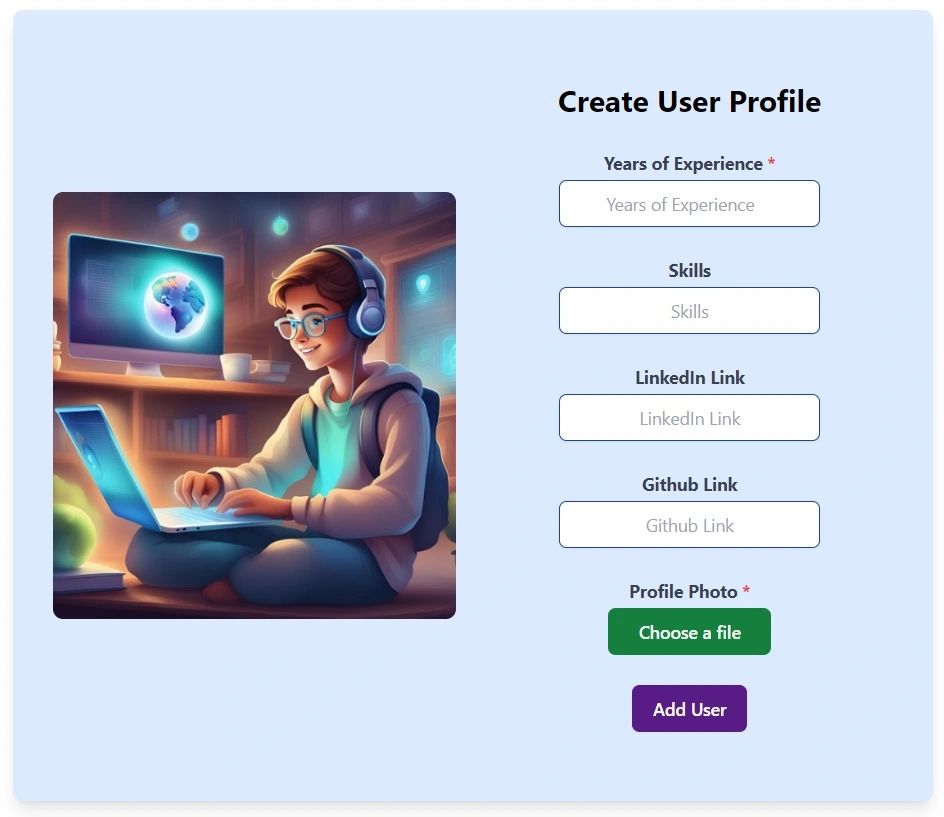 Create User Profile
Years of Experience *
Years of Experience
Skills
Skills
LinkedIn Link
LinkedIn Link
Github Link
Github Link
Profile Photo *
Choose a file
Add User